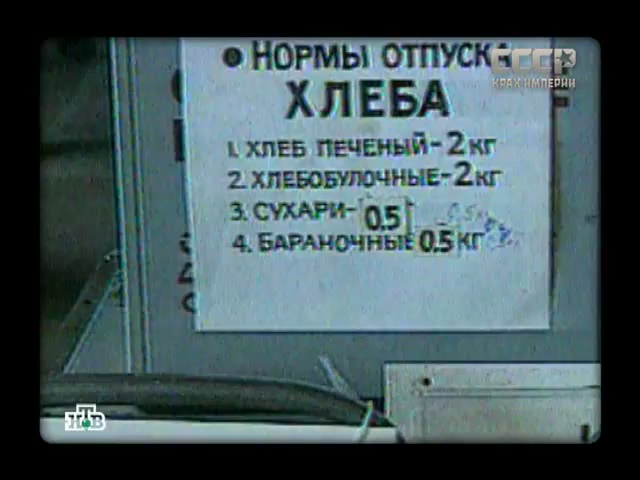 НОРМЫ ОТПУСКА
ХЛЕБА
1. ХЛЕБ ПЕЧЕНЫЙ-2 КГ
2. ХЛЕБОБУЛОЧНЫЕ-2 КГ
3. СУХАРИ- 0.5
4. БАРАНОЧНЫЕ 0.5 КГ
СССР
КРАХ ИМПЕРИИ
НТВ